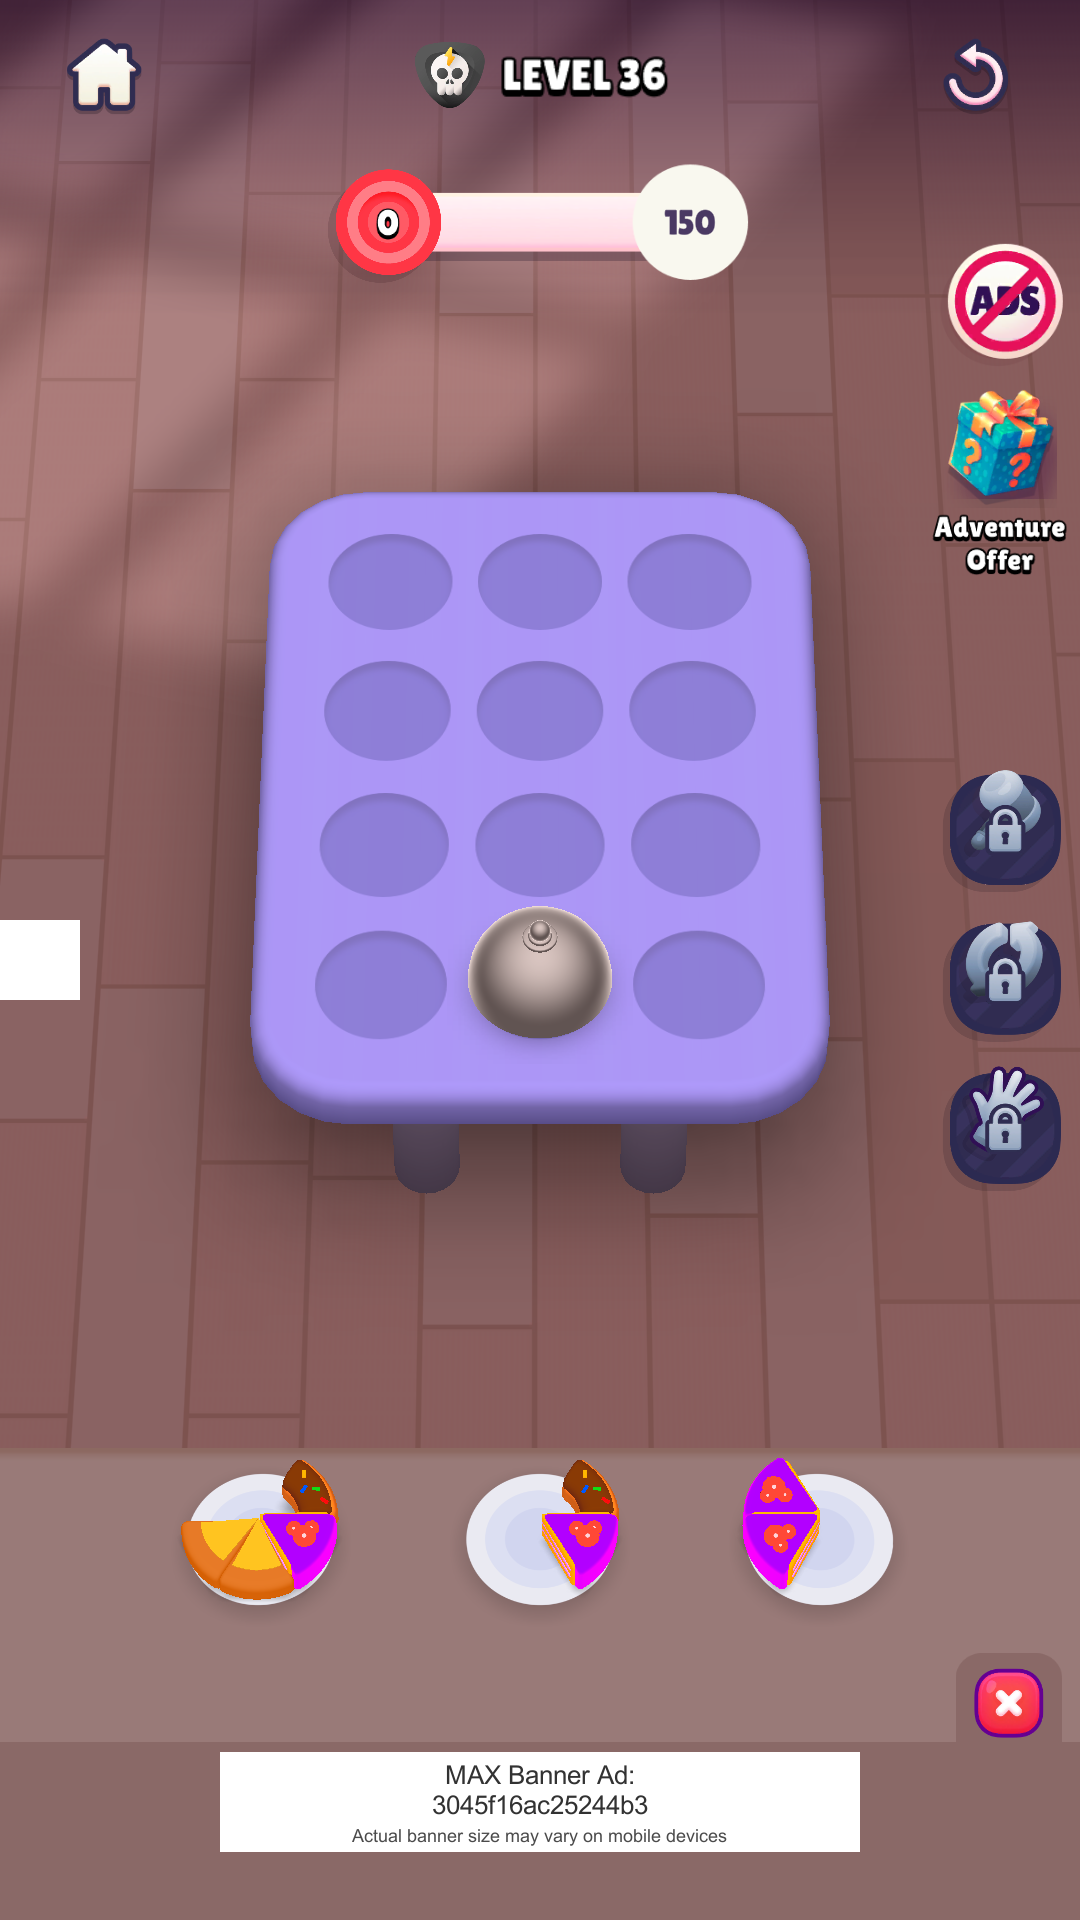 LEVEL 36
0
150
ADS
? ?
Adventure
Offer
MAX Banner Ad:
3045f16ac25244b3
Actual banner size may vary on mobile devices